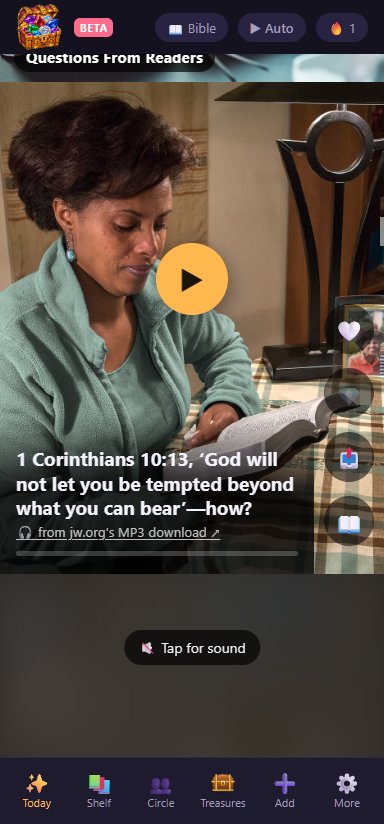 BETA
Bible
Auto
1
Questions From Readers
1 Corinthians 10:13, ‘God will
not let you be tempted beyond
what you can bear’—how?
from jw.org’s MP3 download ↗
Tap for sound
Today
Shelf
Circle
Treasures
Add
More